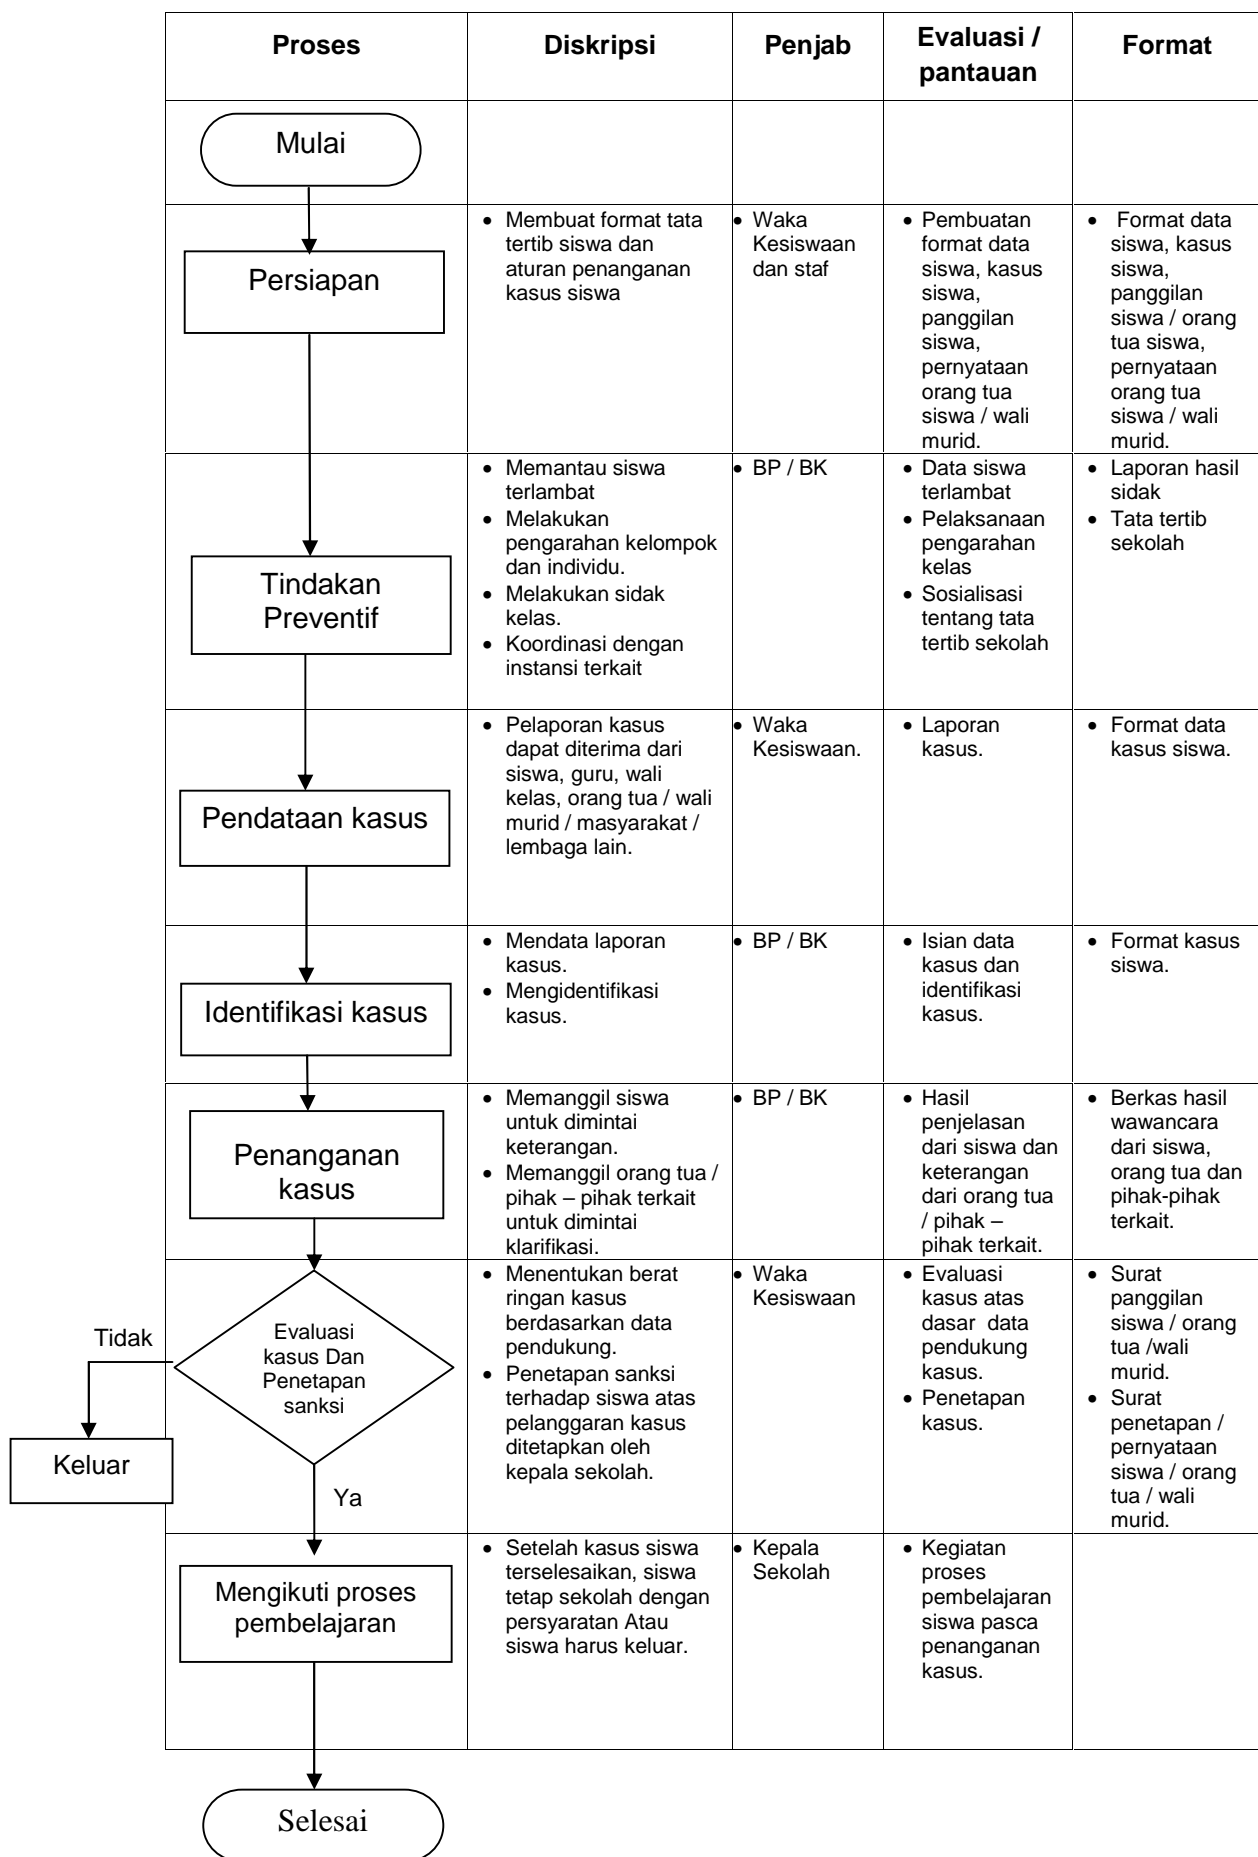 Proses
Diskripsi
Penjab
Evaluasi /
pantauan
Format
Mulai
Persiapan
• Membuat format tata
tertib siswa dan
aturan penanganan
kasus siswa
• Waka
Kesiswaan
dan staf
• Pembuatan
format data
siswa, kasus
siswa,
panggilan
siswa,
pernyataan
orang tua
siswa / wali
murid.
• Format data
siswa, kasus
siswa,
panggilan
siswa / orang
tua siswa,
pernyataan
orang tua
siswa / wali
murid.
Tindakan
Preventif
• Memantau siswa
terlambat
• Melakukan
pengarahan kelompok
dan individu.
• Melakukan sidak
kelas.
• Koordinasi dengan
instansi terkait
• BP / BK
• Data siswa
terlambat
• Pelaksanaan
pengarahan
kelas
• Sosialisasi
tentang tata
tertib sekolah
• Laporan hasil
sidak
• Tata tertib
sekolah
Pendataan kasus
• Pelaporan kasus
dapat diterima dari
siswa, guru, wali
kelas, orang tua / wali
murid / masyarakat /
lembaga lain.
• Waka
Kesiswaan.
• Laporan
kasus.
• Format data
kasus siswa.
Identifikasi kasus
• Mendata laporan
kasus.
• Mengidentifikasi
kasus.
• BP / BK
• Isian data
kasus dan
identifikasi
kasus.
• Format kasus
siswa.
Penanganan
kasus
• Memanggil siswa
untuk dimintai
keterangan.
• Memanggil orang tua /
pihak – pihak terkait
untuk dimintai
klarifikasi.
• BP / BK
• Hasil
penjelasan
dari siswa dan
keterangan
dari orang tua
/ pihak –
pihak terkait.
• Berkas hasil
wawancara
dari siswa,
orang tua dan
pihak-pihak
terkait.
Tidak
Keluar
Evaluasi
kasus Dan
Penetapan
sanksi
Ya
• Menentukan berat
ringan kasus
berdasarkan data
pendukung.
• Penetapan sanksi
terhadap siswa atas
pelanggaran kasus
ditetapkan oleh
kepala sekolah.
• Waka
Kesiswaan
• Evaluasi
kasus atas
dasar data
pendukung
kasus.
• Penetapan
kasus.
• Surat
panggilan
siswa / orang
tua /wali
murid.
• Surat
penetapan /
pernyataan
siswa / orang
tua / wali
murid.
Mengikuti proses
pembelajaran
• Setelah kasus siswa
terselesaikan, siswa
tetap sekolah dengan
persyaratan Atau
siswa harus keluar.
• Kepala
Sekolah
• Kegiatan
proses
pembelajaran
siswa pasca
penanganan
kasus.
Selesai